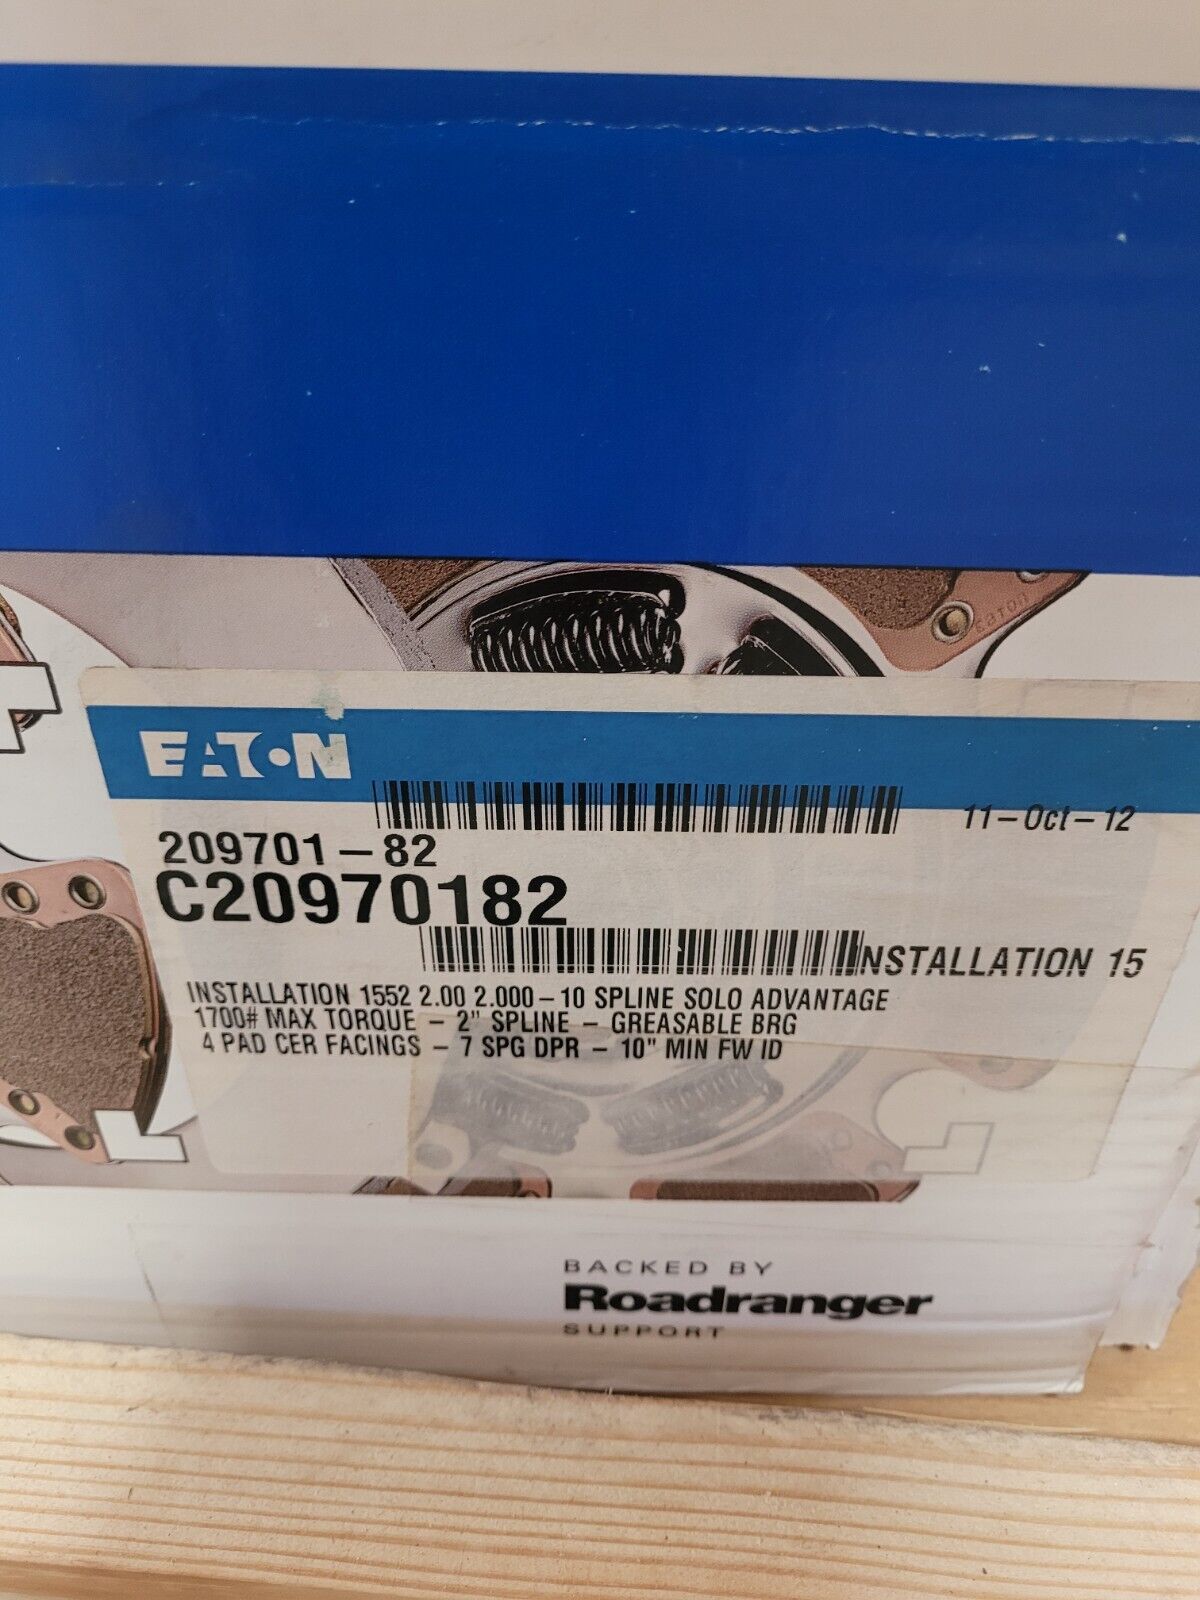 EATON
EATON
11-Oct-12
209701-82
C20970182
INSTALLATION 15
INSTALLATION 1552 2.00 2.000-10 SPLINE SOLO ADVANTAGE
1700# MAX TORQUE - 2" SPLINE - GREASABLE BRG
4 PAD CER FACINGS - 7 SPG DPR - 10" MIN FW ID
BACKED BY
Roadranger
SUPPORT